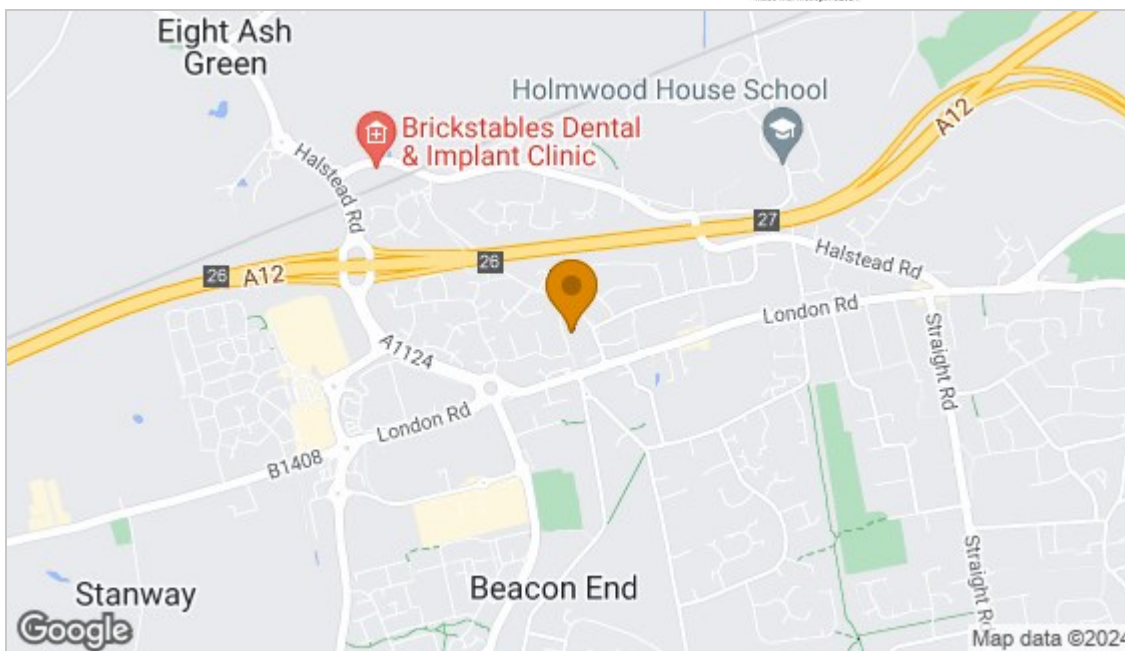 Eight Ash
Green
Holmwood House School
Brickstables Dental
& Implant Clinic
A12
Halstead Rd
27
26
26
A12
Halstead Rd
London Rd
A1124
Straight Rd
London Rd
B1408
Straight Rd
Beacon End
Stanway
Google
Map data ©2024